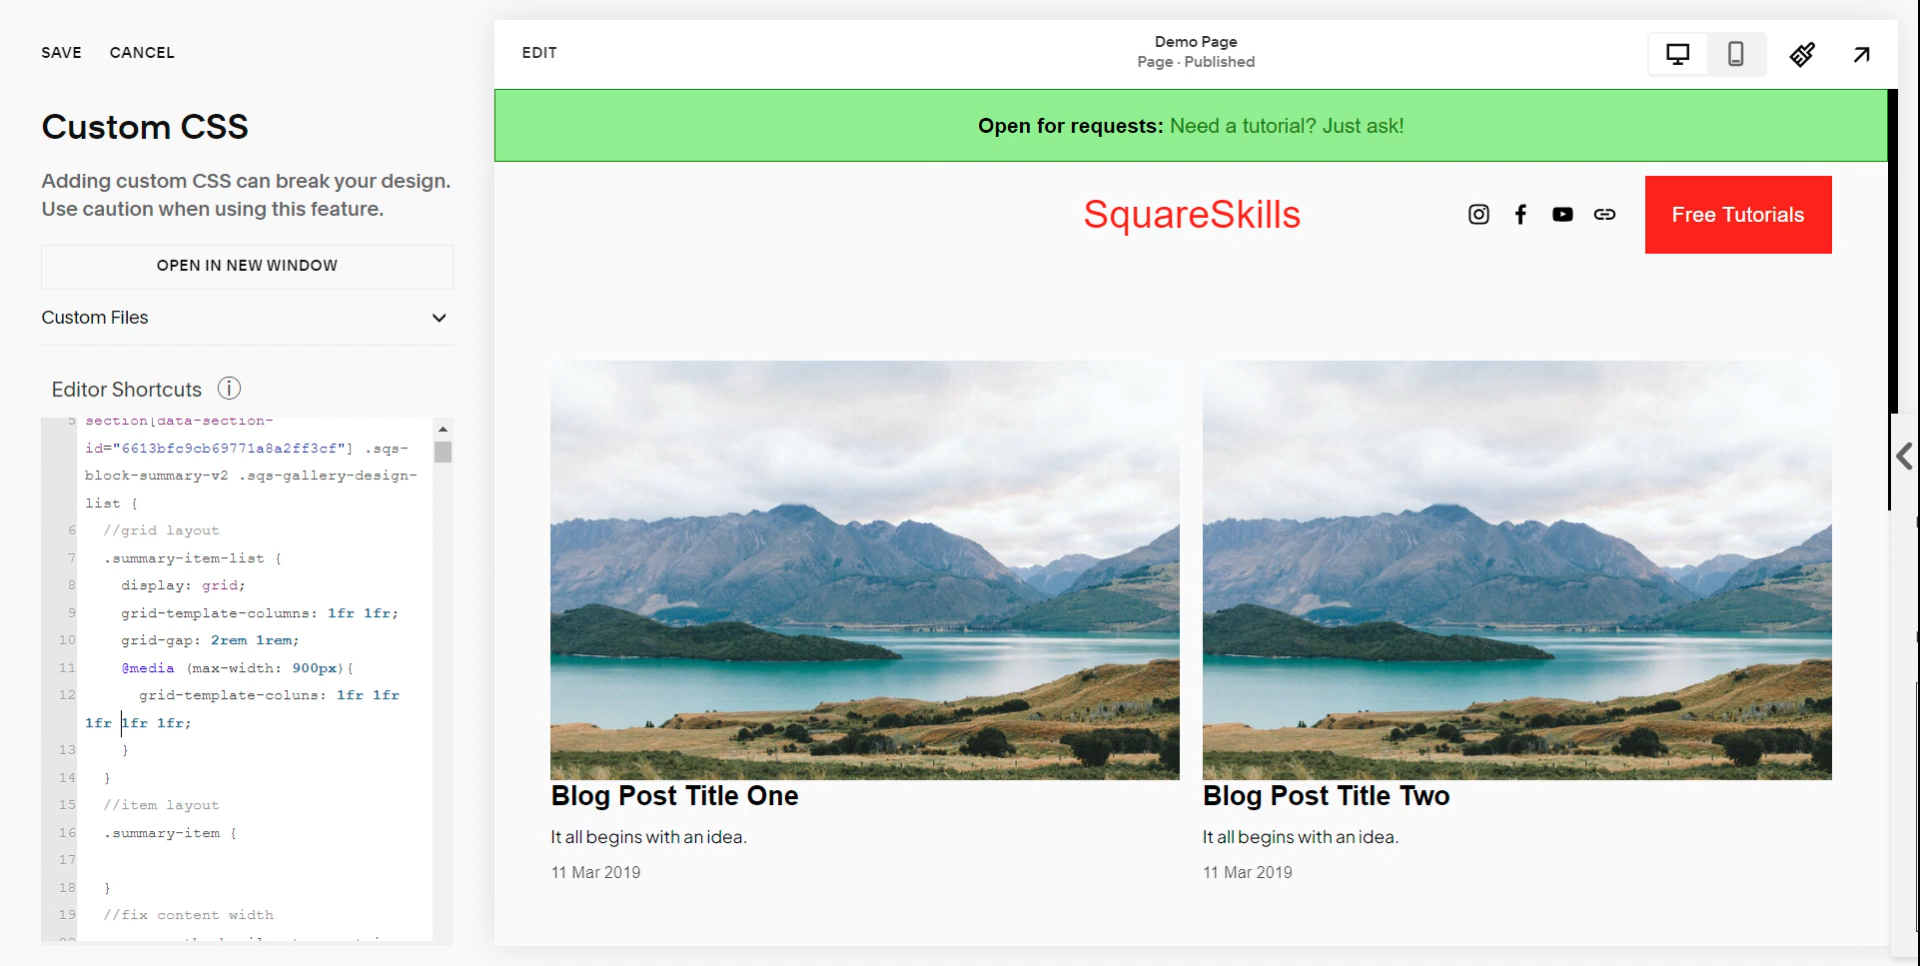 SAVE CANCEL
Custom CSS
Adding custom CSS can break your design.
Use caution when using this feature.
OPEN IN NEW WINDOW
Custom Files
Editor Shortcuts
5 section[data-section-
id="6613bfc9cb69771a8a2ff3cf"] .sqs-
block-summary-v2 .sqs-gallery-design-
list {
6 //grid layout
7 .summary-item-list {
8 display: grid;
9 grid-template-columns: 1fr 1fr;
10 grid-gap: 2rem 1rem;
11 @media (max-width: 900px){
12 grid-template-coluns: 1fr 1fr
1fr 1fr 1fr;
13 }
14 }
15 //item layout
16 .summary-item {
17
18 }
19 //fix content width
EDIT
Demo Page
Page · Published
Open for requests: Need a tutorial? Just ask!
SquareSkills
Free Tutorials
Blog Post Title One
It all begins with an idea.
11 Mar 2019
Blog Post Title Two
It all begins with an idea.
11 Mar 2019